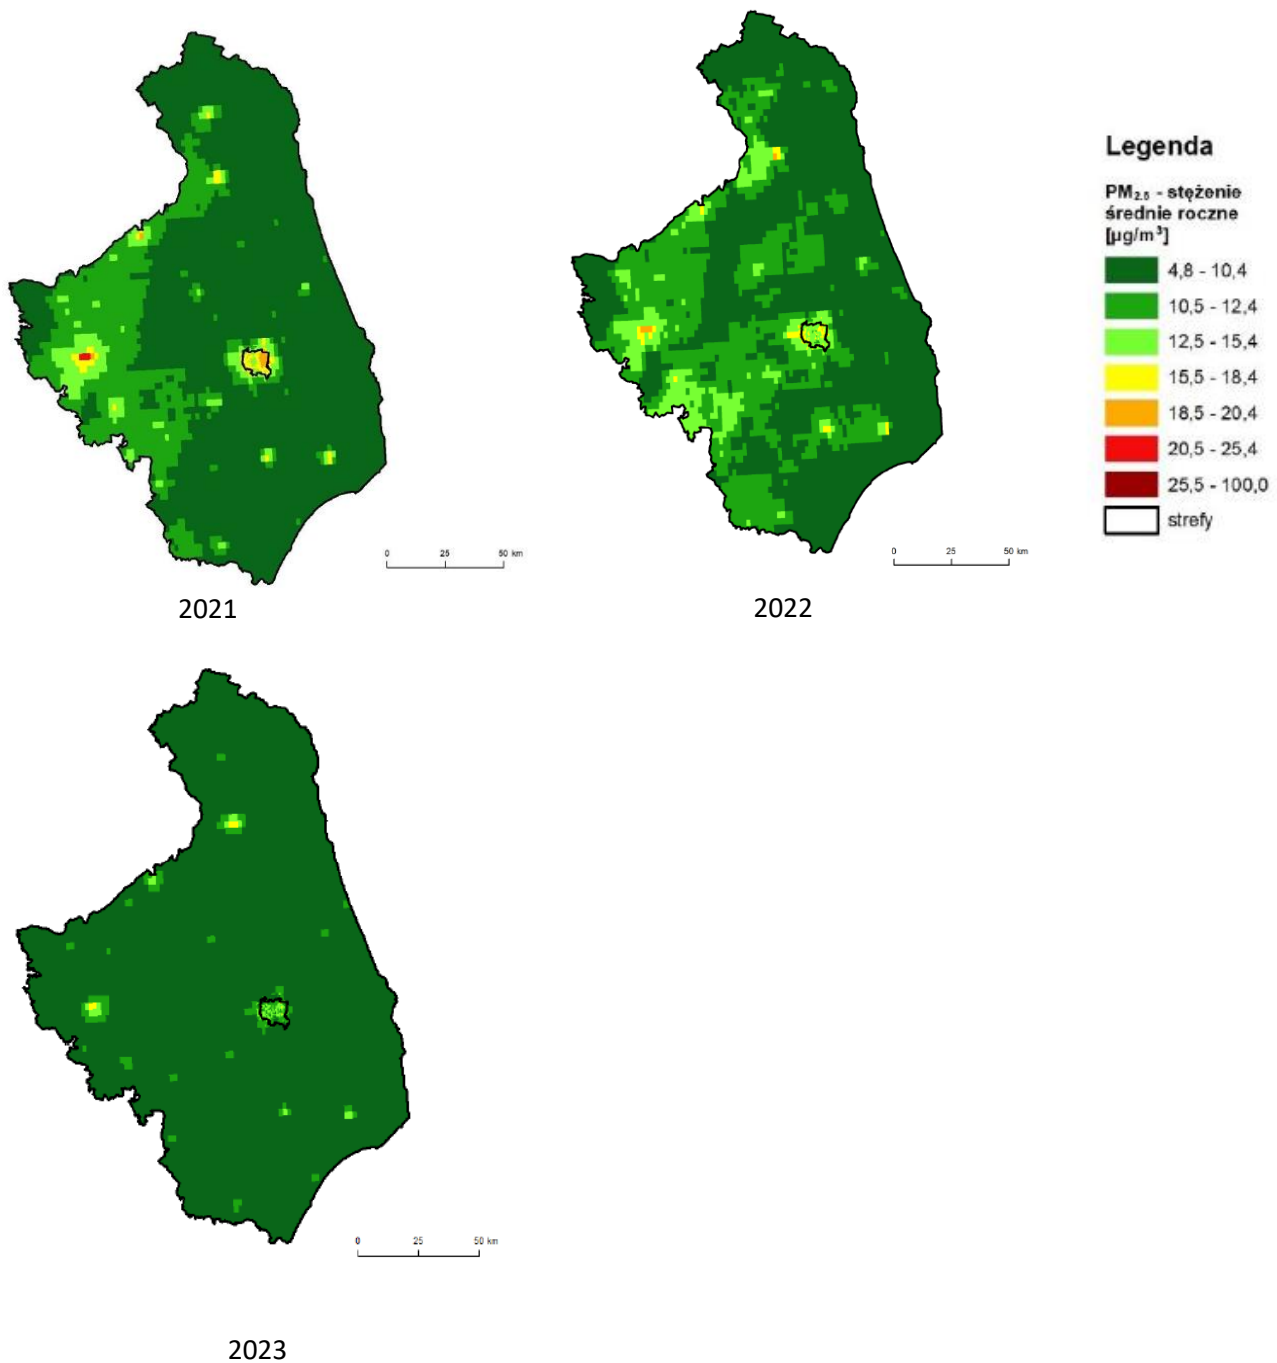 Legenda
PM2.5 - stężenie
średnie roczne
[µg/m³]
4,8 - 10,4
10,5 - 12,4
12,5 - 15,4
15,5 - 18,4
18,5 - 20,4
20,5 - 25,4
25,5 - 100,0
strefy
0 25 50 km
0 25 50 km
2021
2022
0 25 50 km
2023